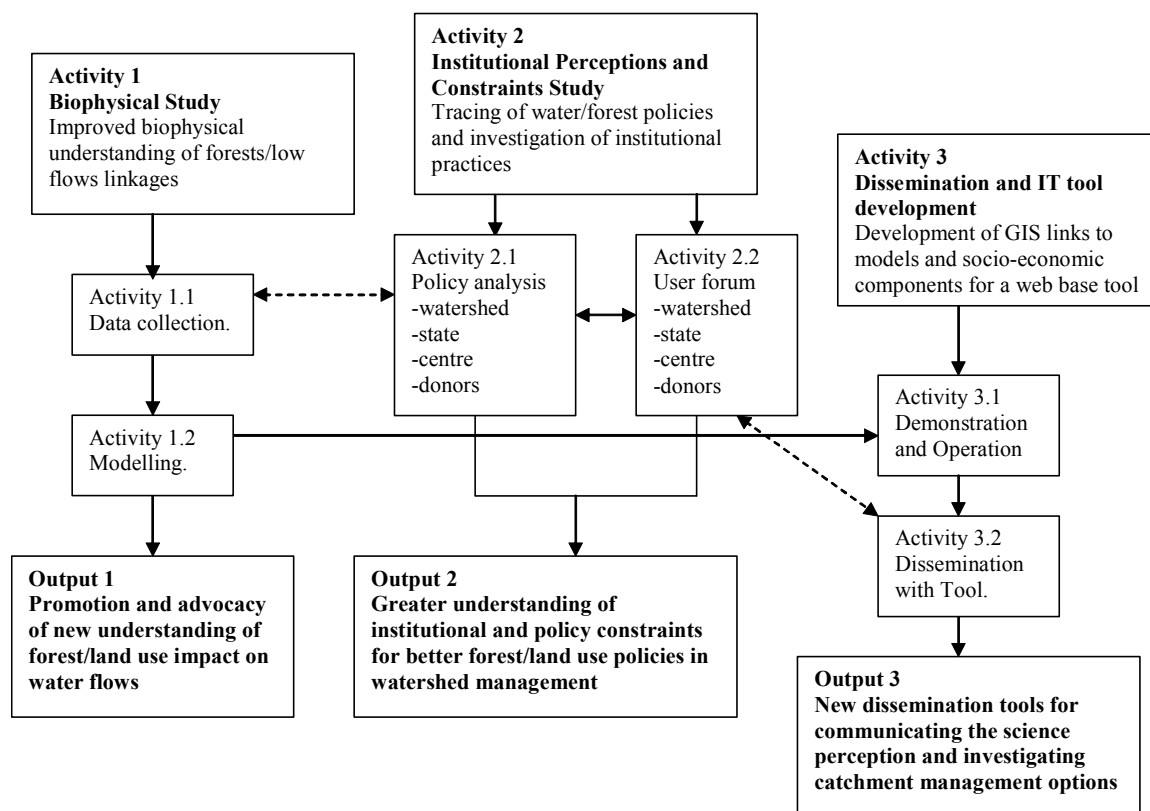 Activity 1
Biophysical Study
Improved biophysical
understanding of forests/low
flows linkages
Activity 2
Institutional Perceptions and
Constraints Study
Tracing of water/forest policies
and investigation of institutional
practices
Activity 3
Dissemination and IT tool
development
Development of GIS links to
models and socio-economic
components for a web base tool
Activity 1.1
Data collection.
Activity 2.1
Policy analysis
-watershed
-state
-centre
-donors
Activity 2.2
User forum
-watershed
-state
-centre
-donors
Activity 1.2
Modelling.
Activity 3.1
Demonstration
and Operation
Activity 3.2
Dissemination
with Tool.
Output 1
Promotion and advocacy
of new understanding of
forest/land use impact on
water flows
Output 2
Greater understanding of
institutional and policy constraints
for better forest/land use policies in
watershed management
Output 3
New dissemination tools for
communicating the science
perception and investigating
catchment management options